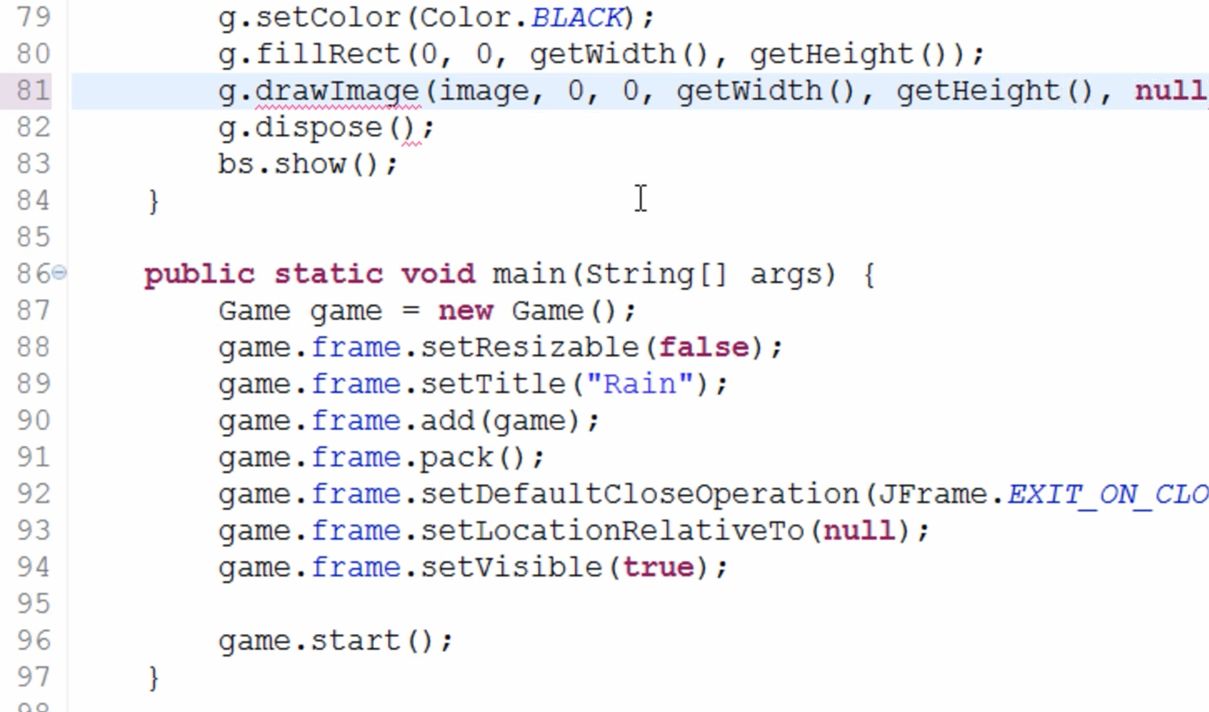 79 g.setColor(Color.BLACK);
80 g.fillRect(0, 0, getWidth(), getHeight());
81 g.drawImage(image, 0, 0, getWidth(), getHeight(), null
82 g.dispose();
83 bs.show();
84 }
85
86 public static void main(String[] args) {
87 Game game = new Game();
88 game.frame.setResizable(false);
89 game.frame.setTitle("Rain");
90 game.frame.add(game);
91 game.frame.pack();
92 game.frame.setDefaultCloseOperation(JFrame.EXIT_ON_CLO
93 game.frame.setLocationRelativeTo(null);
94 game.frame.setVisible(true);
95
96 game.start();
97 }
98